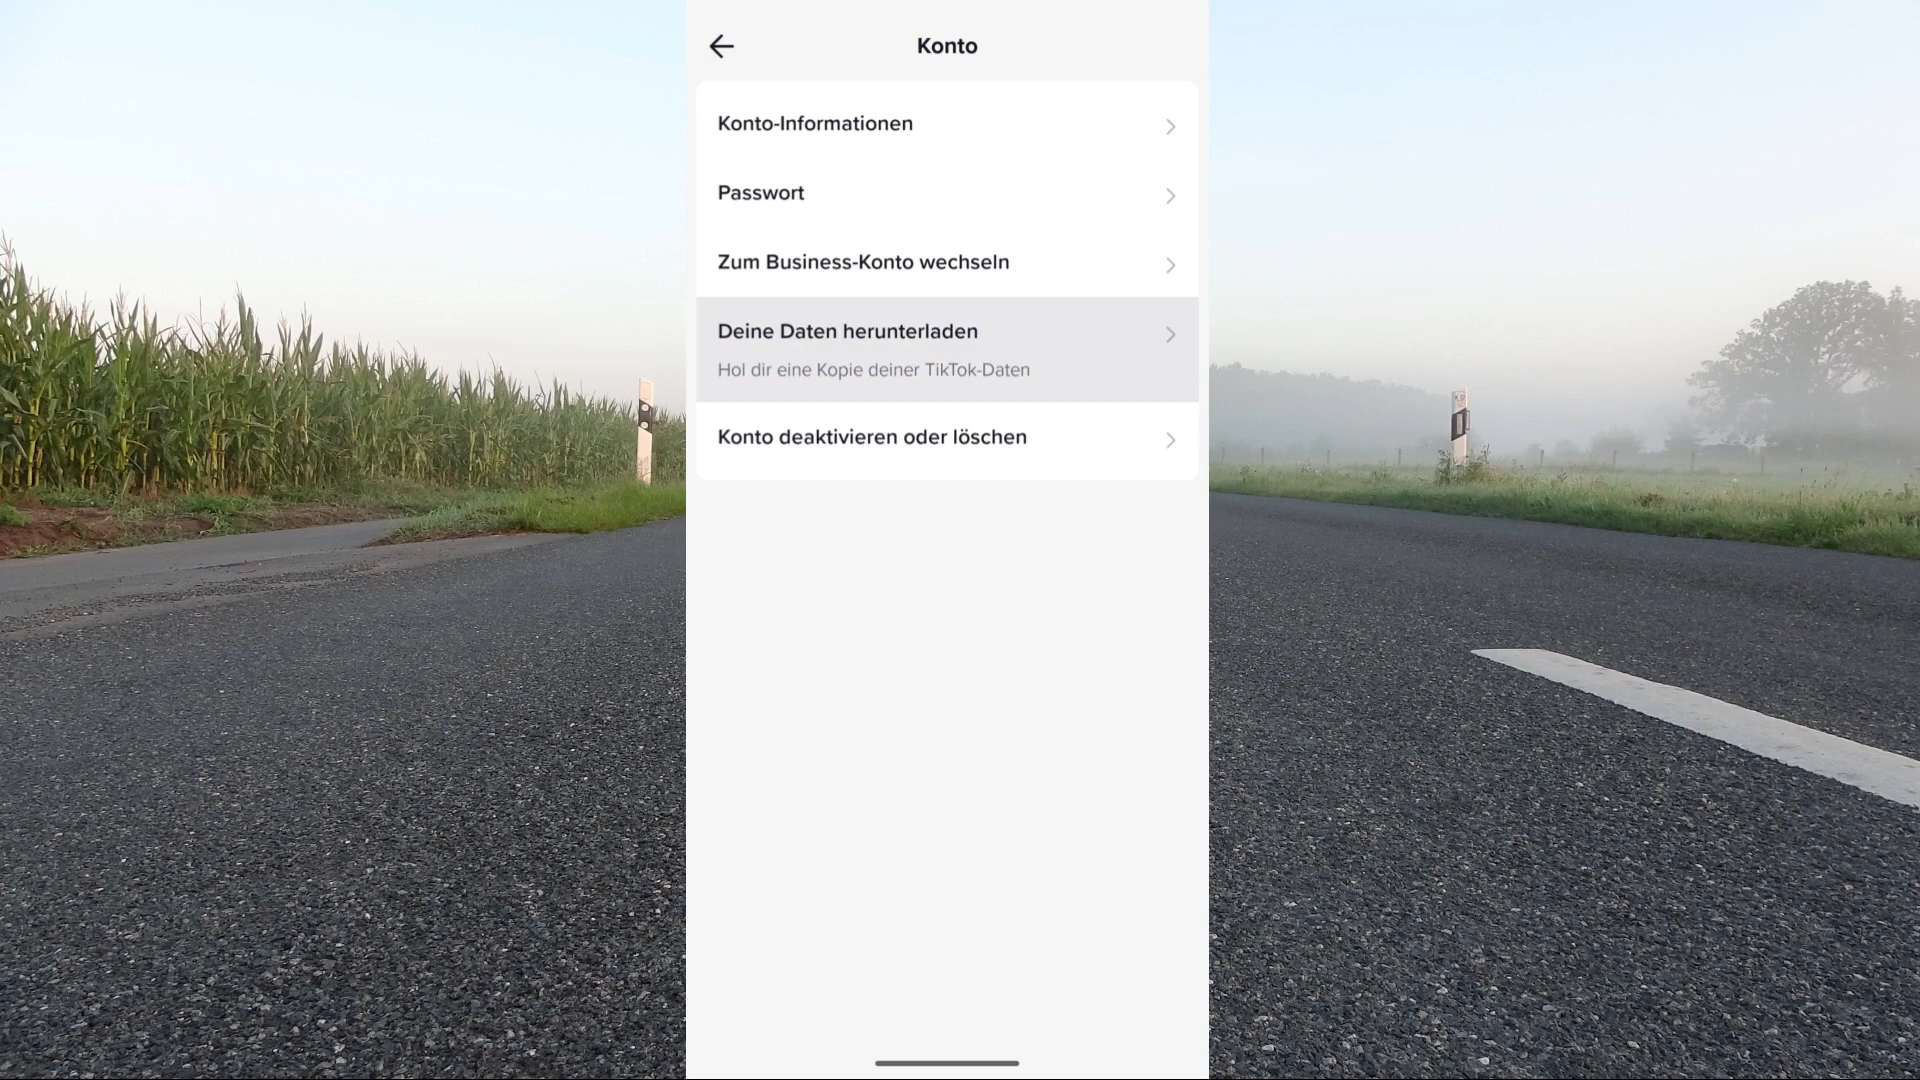 Konto
Konto-Informationen
Passwort
Zum Business-Konto wechseln
Deine Daten herunterladen
Hol dir eine Kopie deiner TikTok-Daten
Konto deaktivieren oder löschen